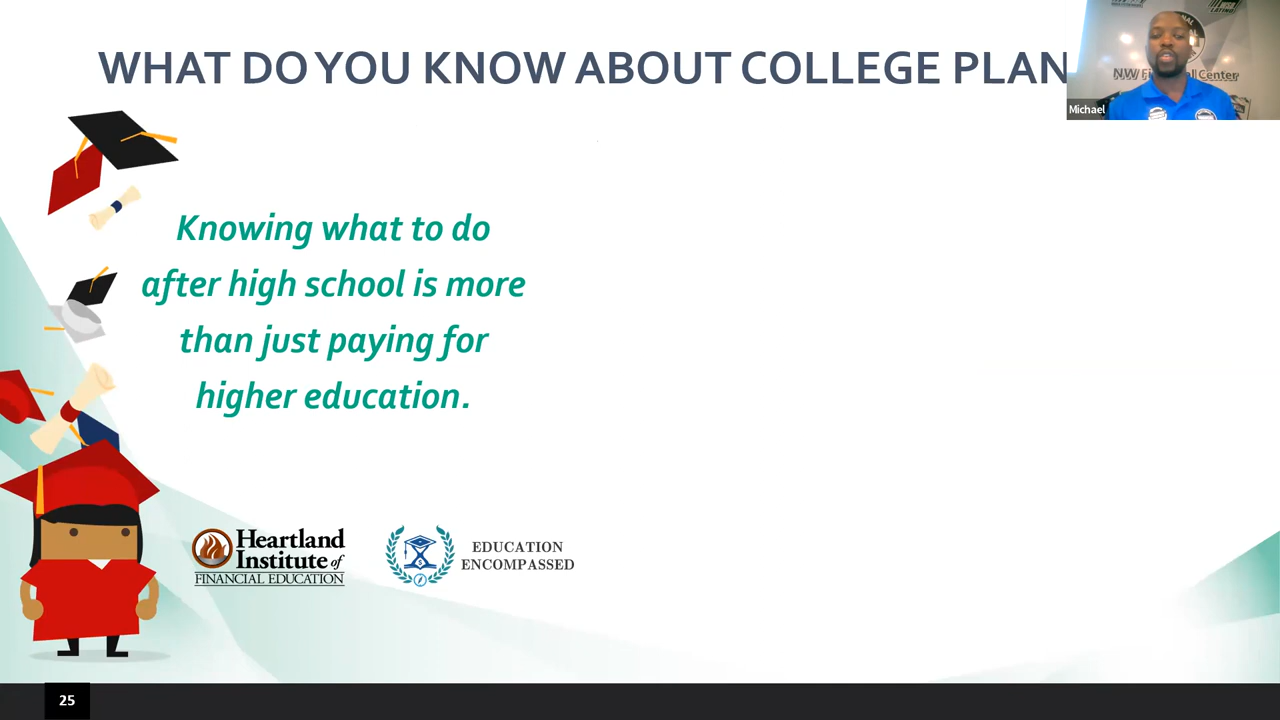 WHAT DO YOU KNOW ABOUT COLLEGE PLAN
Michael
Knowing what to do
after high school is more
than just paying for
higher education.
Heartland
Institute of
FINANCIAL EDUCATION
EDUCATION
ENCOMPASSED
25